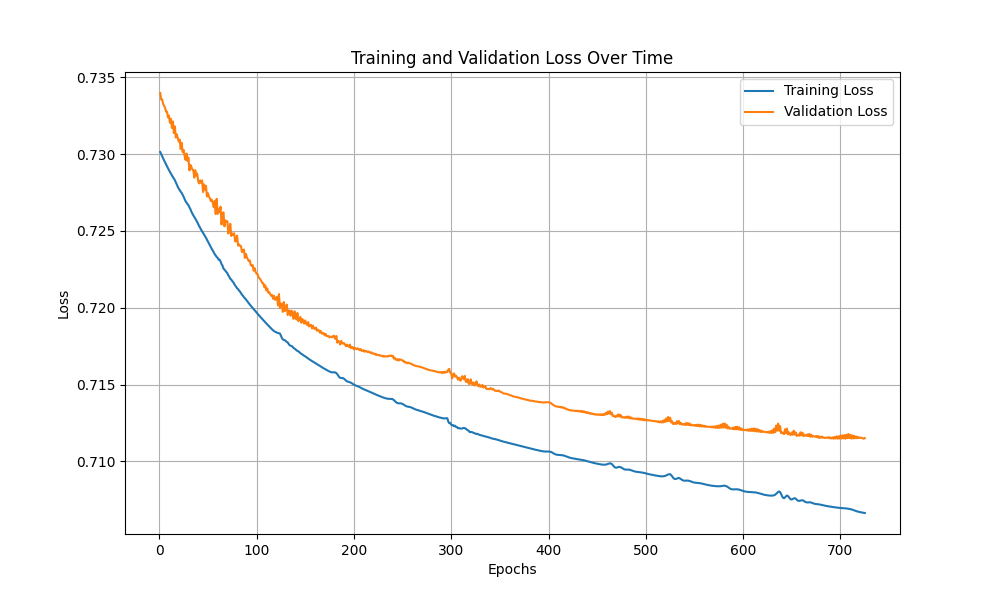 Training and Validation Loss Over Time
Training Loss
Validation Loss
0.735
0.730
0.725
0.720
0.715
0.710
Loss
0 100 200 300 400 500 600 700
Epochs